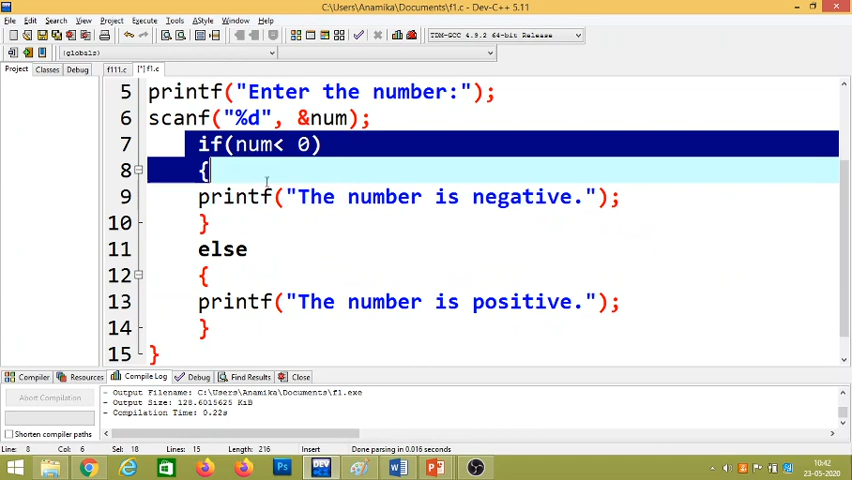 C:\Users\Anamika\Documents\f1.c - Dev-C++ 5.11
File Edit Search View Project Execute Tools AStyle Window Help
TDM-GCC 4.9.2 64-bit Release
(globals)
Project Classes Debug f111.c [*] f1.c
5 printf("Enter the number:");
6 scanf("%d", &num);
7 if(num< 0)
8 {
9 printf("The number is negative.");
10 }
11 else
12 {
13 printf("The number is positive.");
14 }
15 }
Compiler Resources Compile Log Debug Find Results Close
Abort Compilation
Shorten compiler paths
- Output Filename: C:\Users\Anamika\Documents\f1.exe
- Output Size: 128.6015625 KiB
- Compilation Time: 0.22s
Line: 8 Col: 6 Sel: 18 Lines: 15 Length: 216 Insert Done parsing in 0.016 seconds
DEV
10:42
23-05-2020